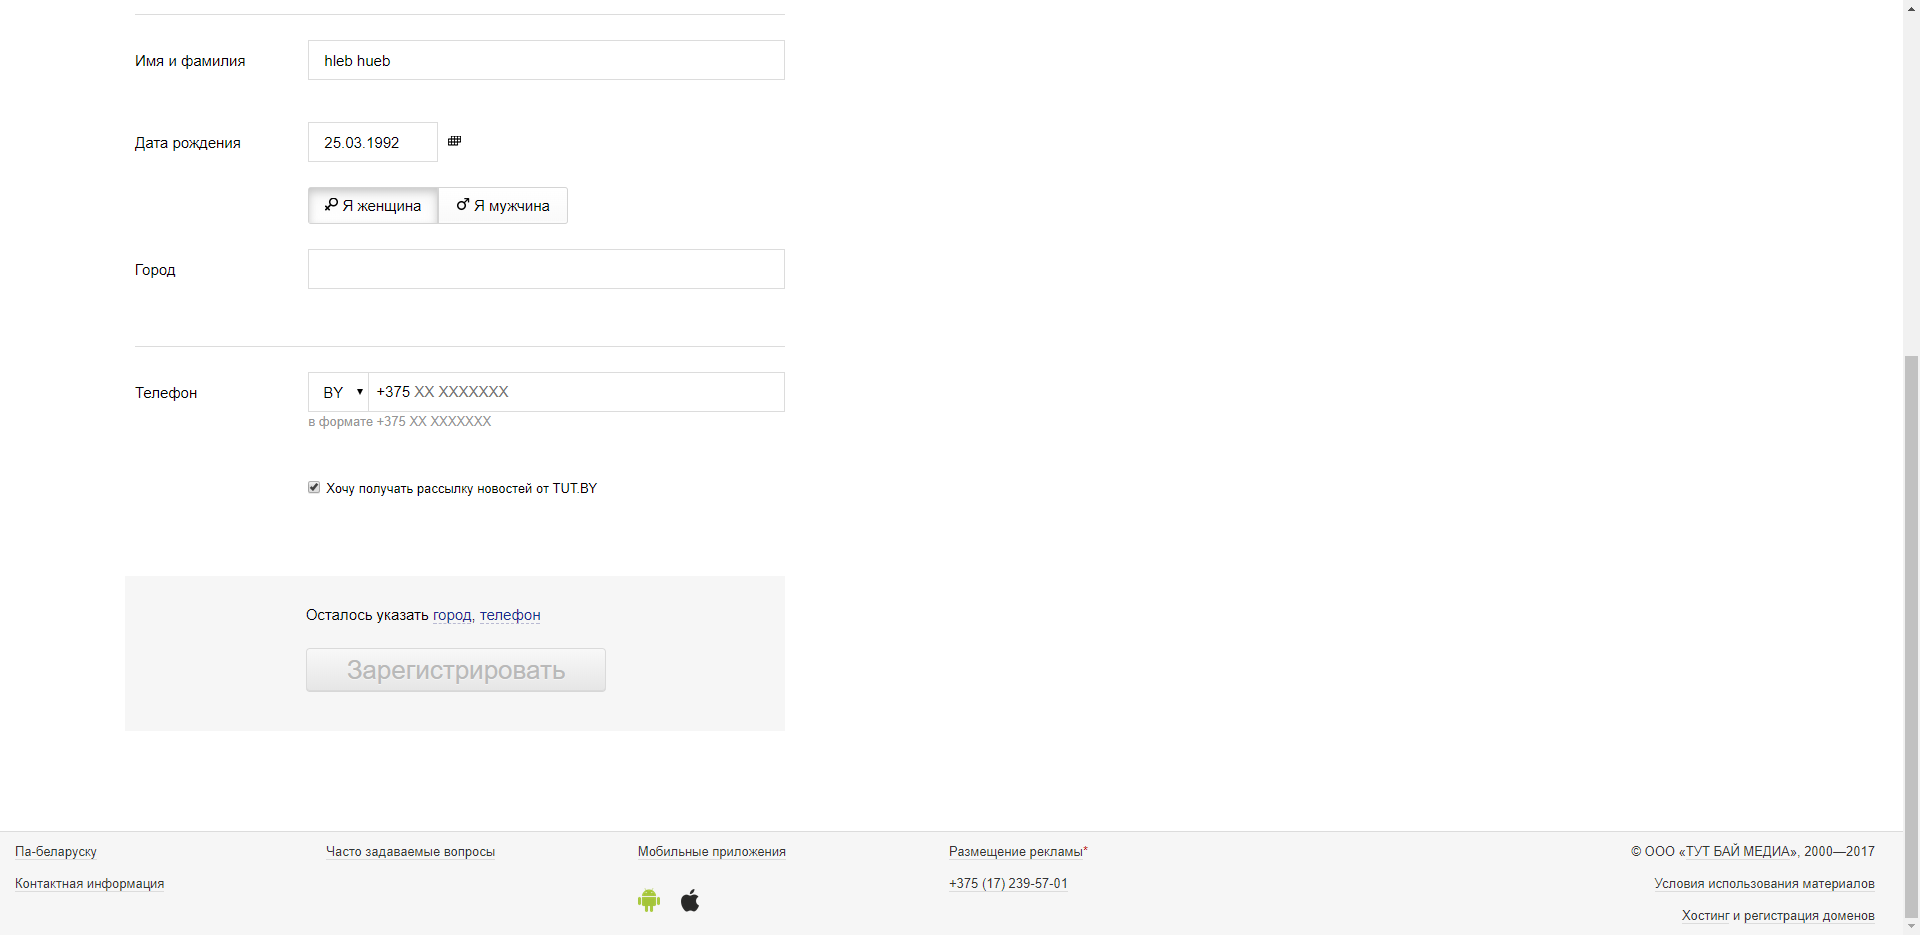 Имя и фамилия
hleb hueb
Дата рождения
25.03.1992
Я женщина
Я мужчина
Город
Телефон
BY
+375 XX XXXXXXX
в формате +375 XX XXXXXXX
Хочу получать рассылку новостей от TUT.BY
Осталось указать город, телефон
Зарегистрировать
Па-беларуску
Часто задаваемые вопросы
Мобильные приложения
Размещение рекламы*
© ООО «ТУТ БАЙ МЕДИА», 2000—2017
Контактная информация
+375 (17) 239-57-01
Условия использования материалов
Хостинг и регистрация доменов